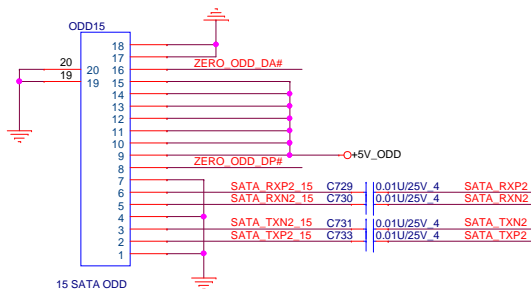 ODD15
18
17
20 20 16 ZERO_ODD_DA#
19 19 15
14
13
12
11
10
9 +5V_ODD
8 ZERO_ODD_DP#
7
6 SATA_RXP2_15 C729 0.01U/25V_4 SATA_RXP2
5 SATA_RXN2_15 C730 0.01U/25V_4 SATA_RXN2
4
3 SATA_TXN2_15 C731 0.01U/25V_4 SATA_TXN2
2 SATA_TXP2_15 C733 0.01U/25V_4 SATA_TXP2
1
15 SATA ODD